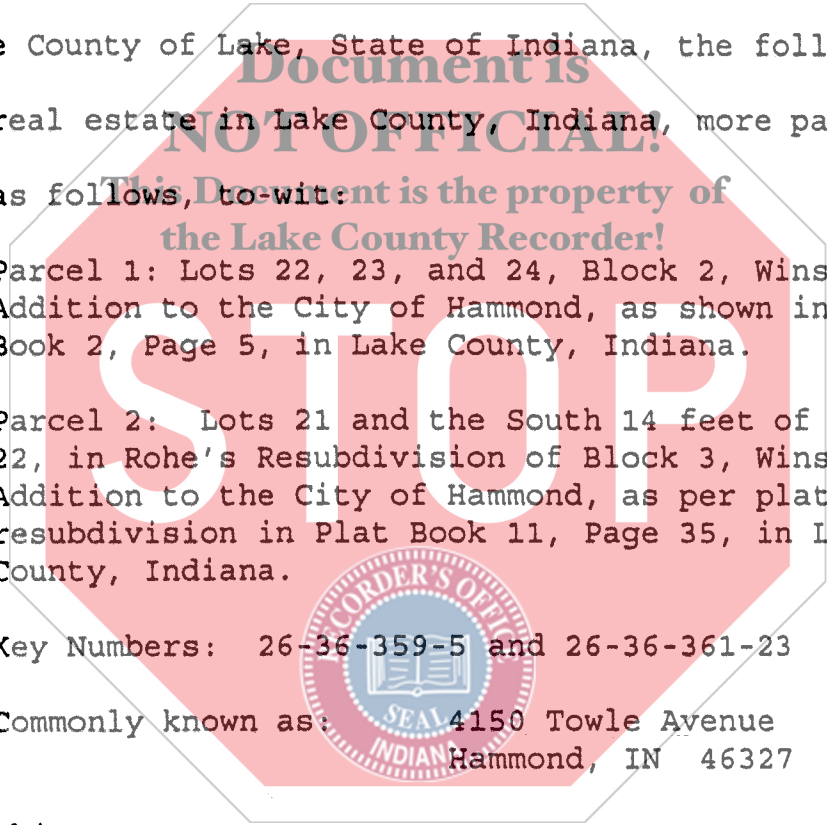 e County of Lake, State of Indiana, the foll
Document is
real estate in Lake County, Indiana, more pa
NOT OFFICIAL!
as follows, to-wit:
This Document is the property of
the Lake County Recorder!
Parcel 1: Lots 22, 23, and 24, Block 2, Wins
Addition to the City of Hammond, as shown in
Book 2, Page 5, in Lake County, Indiana.
STOP
Parcel 2: Lots 21 and the South 14 feet of
22, in Rohe's Resubdivision of Block 3, Wins
Addition to the City of Hammond, as per plat
resubdivision in Plat Book 11, Page 35, in L
County, Indiana.
RECORDER'S OFFICE
Key Numbers: 26-36-359-5 and 26-36-361-23
Commonly known as: 4150 Towle Avenue
SEAL
INDIANA
Hammond, IN 46327